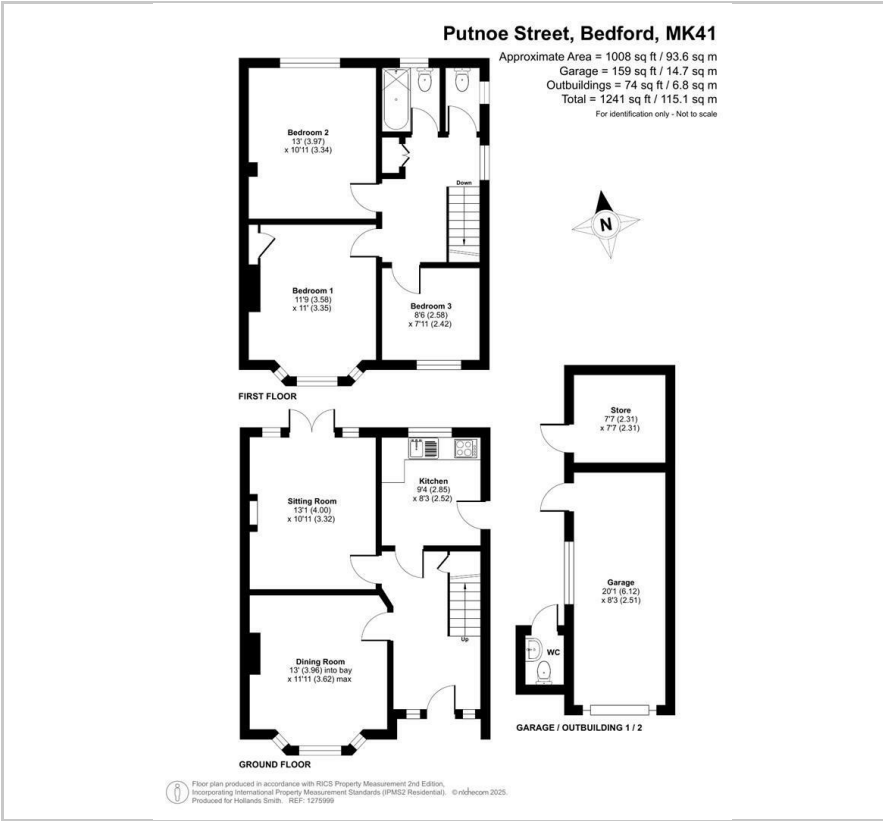 Putnoe Street, Bedford, MK41
Approximate Area = 1008 sq ft / 93.6 sq m
Garage = 159 sq ft / 14.7 sq m
Outbuildings = 74 sq ft / 6.8 sq m
Total = 1241 sq ft / 115.1 sq m
For identification only - Not to scale
Bedroom 2
13' (3.97)
x 10'11 (3.34)
Down
N
Bedroom 1
11'9 (3.58)
x 11' (3.35)
Bedroom 3
8'6 (2.58)
x 7'11 (2.42)
FIRST FLOOR
Store
7'7 (2.31)
x 7'7 (2.31)
Sitting Room
13'1 (4.00)
x 10'11 (3.32)
Kitchen
9'4 (2.85)
x 8'3 (2.52)
Garage
20'1 (6.12)
x 8'3 (2.51)
Up
WC
Dining Room
13' (3.96) into bay
x 11'11 (3.62) max
GARAGE / OUTBUILDING 1 / 2
GROUND FLOOR
Floor plan produced in accordance with RICS Property Measurement 2nd Edition,
Incorporating International Property Measurement Standards (IPMS2 Residential). © nichecom 2025.
Produced for Hollands Smith. REF: 1275999